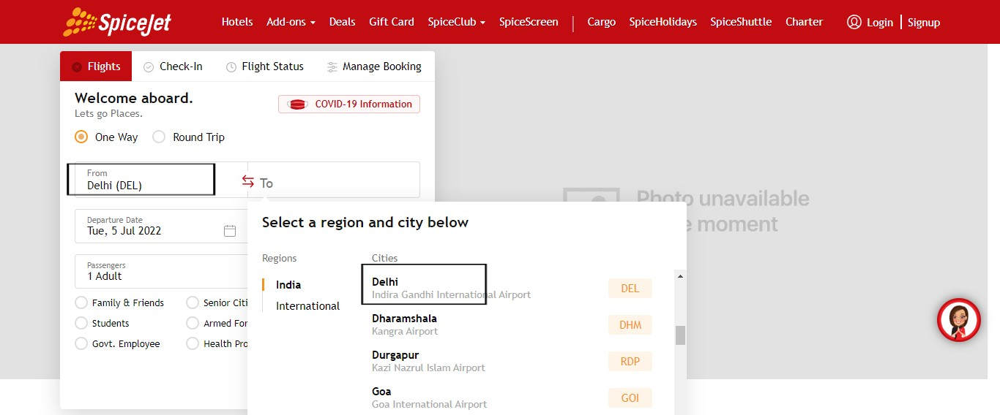 SpiceJet
Hotels Add-ons Deals Gift Card SpiceClub SpiceScreen | Cargo SpiceHolidays SpiceShuttle Charter Login | Signup
Flights Check-In Flight Status Manage Booking
Welcome aboard.
Lets go Places.
COVID-19 Information
One Way Round Trip
From
Delhi (DEL)
To
Departure Date
Tue, 5 Jul 2022
Passengers
1 Adult
Family & Friends Senior Citi
Students Armed For
Govt. Employee Health Pro
Select a region and city below
Regions
India
International
Cities
Delhi
Indira Gandhi International Airport
DEL
Dharamshala
Kangra Airport
DHM
Durgapur
Kazi Nazrul Islam Airport
RDP
Goa
Goa International Airport
GOI
Photo unavailable
e moment